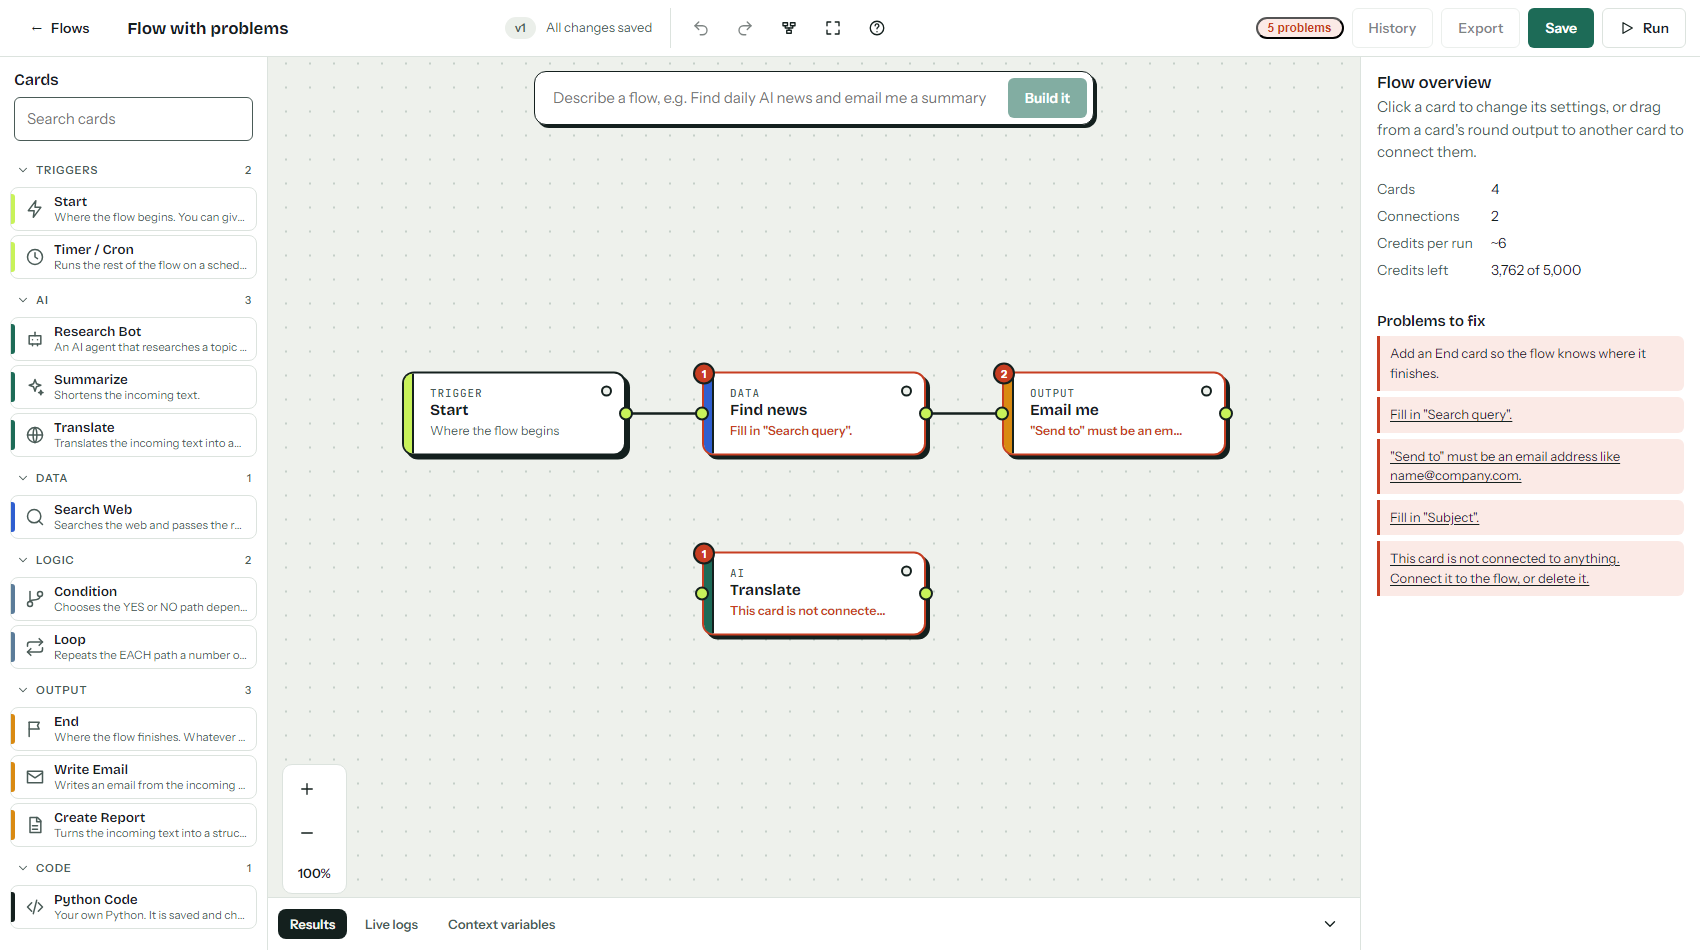 ← Flows
Flow with problems
v1
All changes saved
5 problems
History
Export
Save
Run
Cards
Search cards
TRIGGERS
2
Start
Where the flow begins. You can giv...
Timer / Cron
Runs the rest of the flow on a sched...
AI
3
Research Bot
An AI agent that researches a topic ...
Summarize
Shortens the incoming text.
Translate
Translates the incoming text into a...
DATA
1
Search Web
Searches the web and passes the r...
LOGIC
2
Condition
Chooses the YES or NO path depen...
Loop
Repeats the EACH path a number o...
OUTPUT
3
End
Where the flow finishes. Whatever ...
Write Email
Writes an email from the incoming ...
Create Report
Turns the incoming text into a struc...
CODE
1
Python Code
Your own Python. It is saved and ch...
Describe a flow, e.g. Find daily AI news and email me a summary
Build it
TRIGGER
Start
Where the flow begins
1
DATA
Find news
Fill in "Search query".
2
OUTPUT
Email me
"Send to" must be an em...
1
AI
Translate
This card is not connecte...
+
−
100%
Results
Live logs
Context variables
Flow overview
Click a card to change its settings, or drag
from a card's round output to another card to
connect them.
Cards
4
Connections
2
Credits per run
~6
Credits left
3,762 of 5,000
Problems to fix
Add an End card so the flow knows where it
finishes.
Fill in "Search query".
"Send to" must be an email address like
name@company.com.
Fill in "Subject".
This card is not connected to anything.
Connect it to the flow, or delete it.